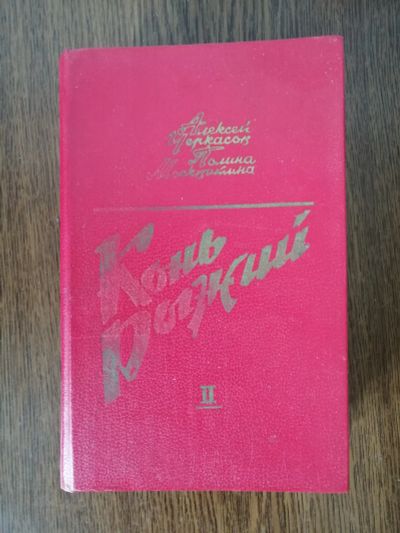 Алексей
Черкасов
Полина
Москвитина
Конь
Рыжий
II